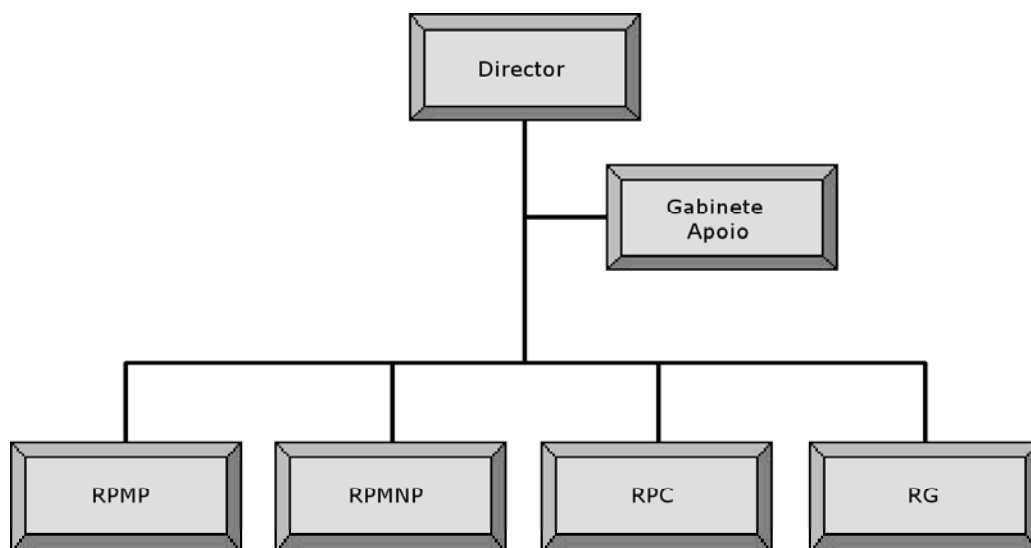 Director
Gabinete
Apoio
RPMP
RPMNP
RPC
RG